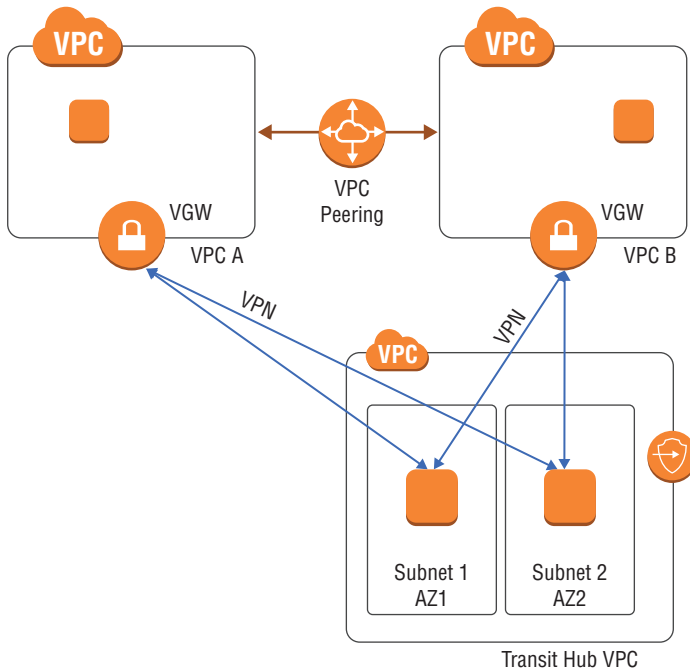 VPC
VPC
VPC
Peering
VGW
VPC A
VGW
VPC B
VPN
VPN
VPC
Subnet 1
AZ1
Subnet 2
AZ2
Transit Hub VPC